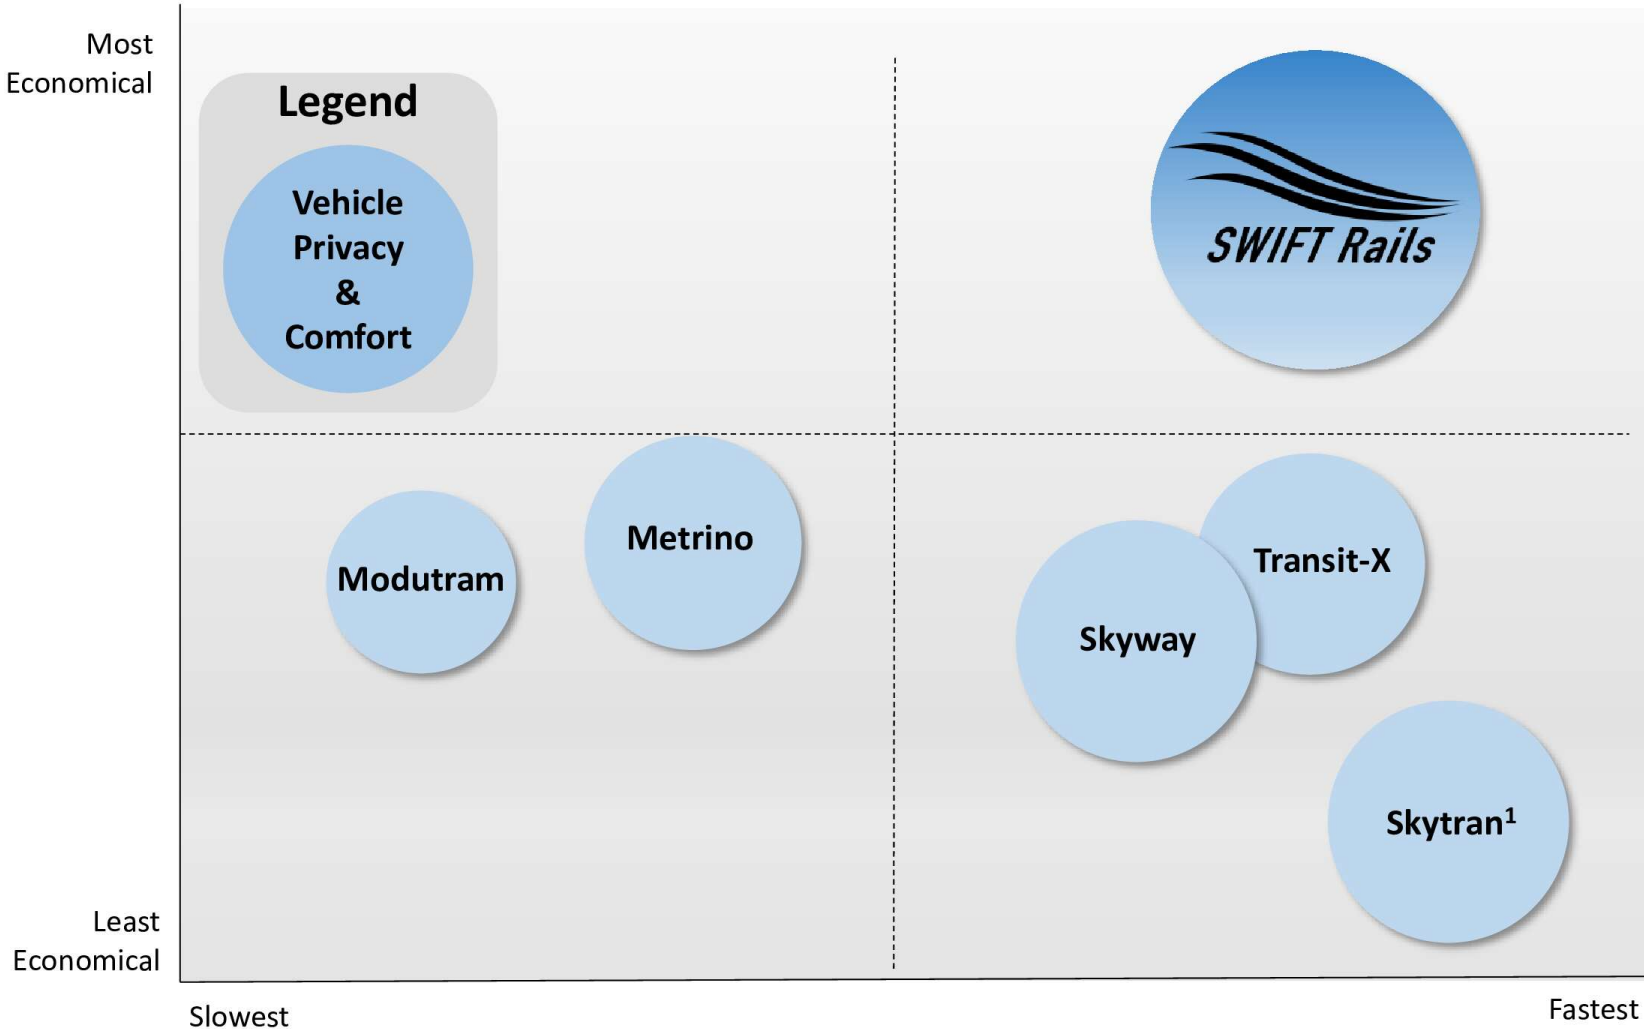 Most
Economical
Legend
Vehicle
Privacy
&
Comfort
SWIFT Rails
Metrino
Modutram
Transit-X
Skyway
Skytran¹
Least
Economical
Slowest
Fastest